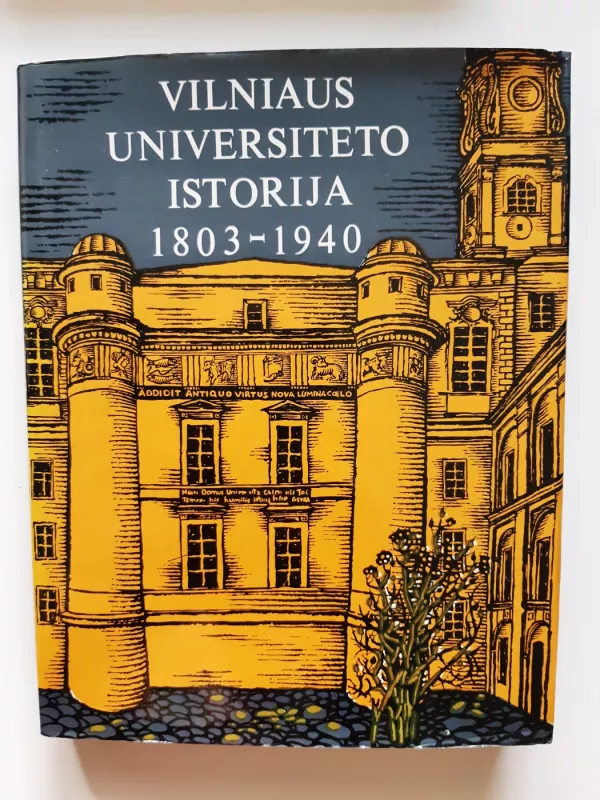 VILNIAUS
UNIVERSITETO
ISTORIJA
1803-1940
ADDIDIT ANTIQUO VIRTUS NOVA LUMINA COELO